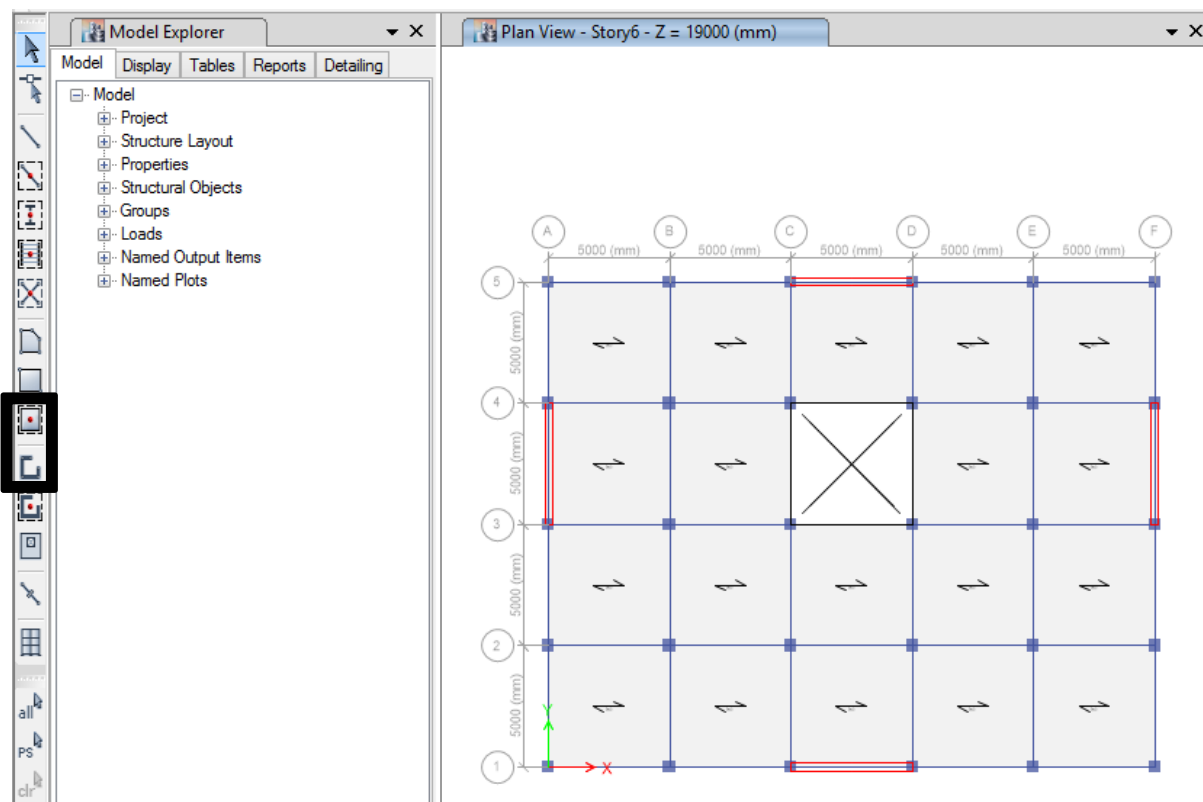 Model Explorer
Model Display Tables Reports Detailing
Model
Project
Structure Layout
Properties
Structural Objects
Groups
Loads
Named Output Items
Named Plots
all
PS
clr
Plan View - Story6 - Z = 19000 (mm)
A B C D E F
5000 (mm) 5000 (mm) 5000 (mm) 5000 (mm) 5000 (mm)
5
5000 (mm)
4
5000 (mm)
3
5000 (mm)
2
5000 (mm)
Y
1
X